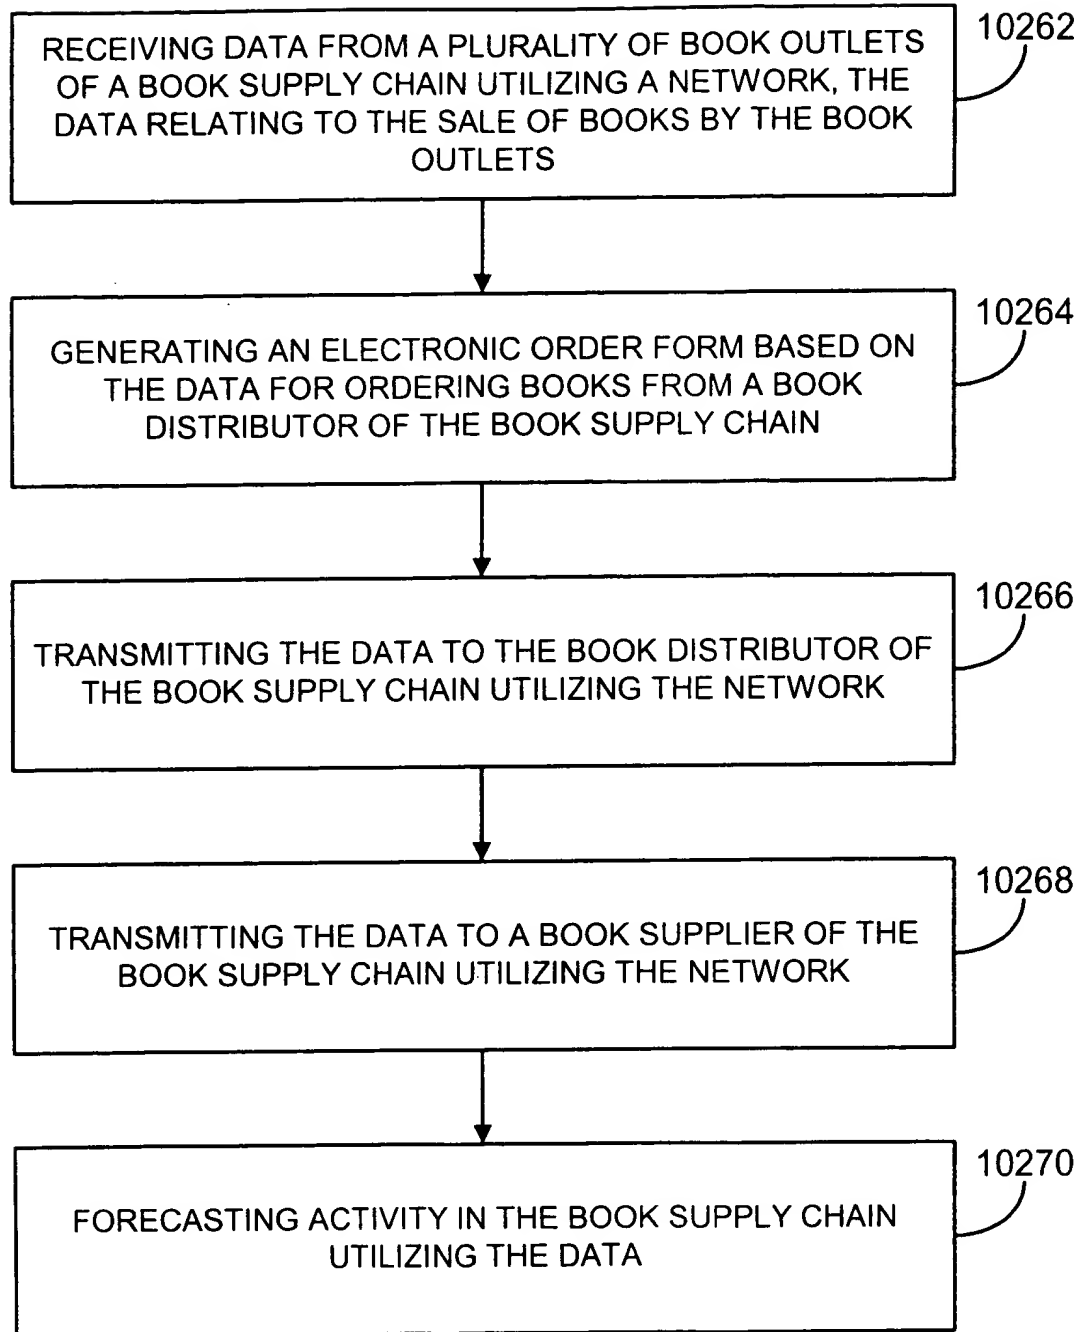 RECEIVING DATA FROM A PLURALITY OF BOOK OUTLETS
OF A BOOK SUPPLY CHAIN UTILIZING A NETWORK, THE
DATA RELATING TO THE SALE OF BOOKS BY THE BOOK
OUTLETS
10262
GENERATING AN ELECTRONIC ORDER FORM BASED ON
THE DATA FOR ORDERING BOOKS FROM A BOOK
DISTRIBUTOR OF THE BOOK SUPPLY CHAIN
10264
TRANSMITTING THE DATA TO THE BOOK DISTRIBUTOR OF
THE BOOK SUPPLY CHAIN UTILIZING THE NETWORK
10266
TRANSMITTING THE DATA TO A BOOK SUPPLIER OF THE
BOOK SUPPLY CHAIN UTILIZING THE NETWORK
10268
FORECASTING ACTIVITY IN THE BOOK SUPPLY CHAIN
UTILIZING THE DATA
10270